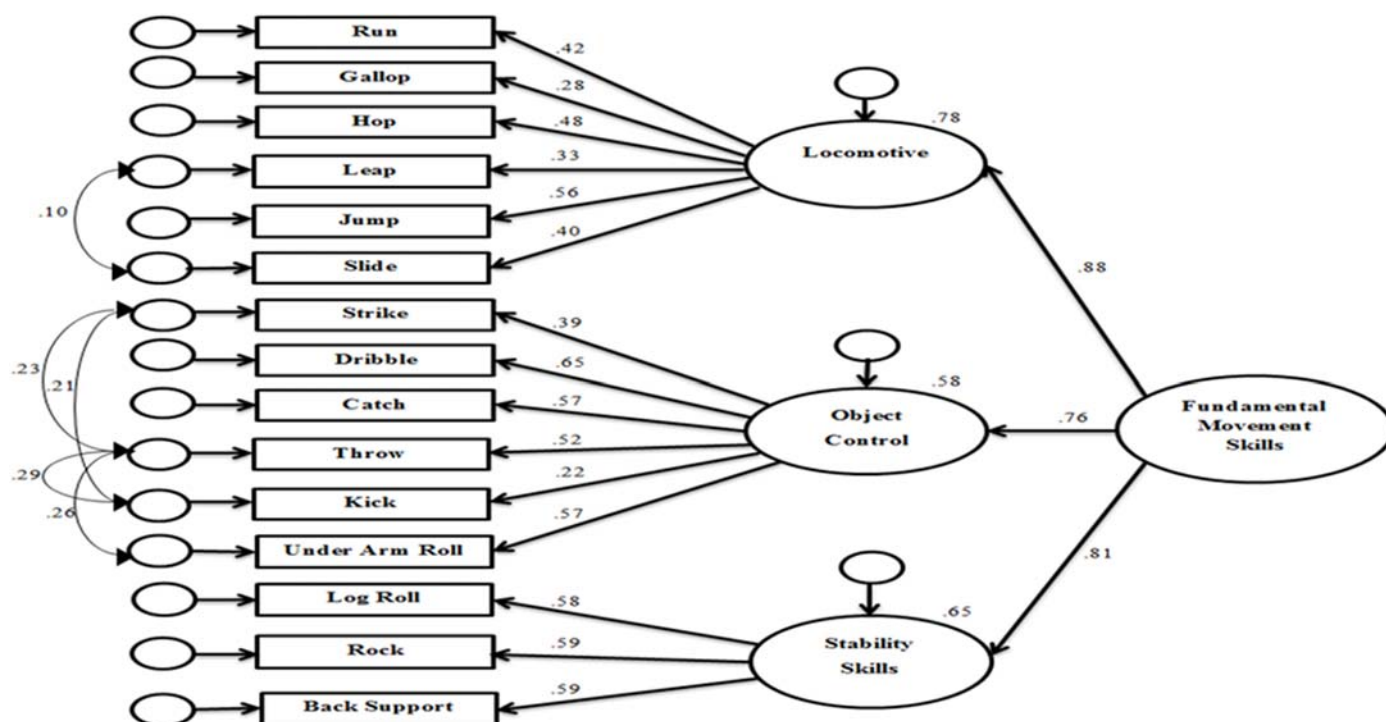 Run
.42
Gallop
.28
.78
Hop
.48
Locomotive
Leap
.33
.10
Jump
.56
Slide
.40
.88
Strike
.39
.23
.21
Dribble
.65
.58
Catch
.57
Object
Control
.76
Fundamental
Movement
Skills
Throw
.52
.29
Kick
.22
.26
Under Arm Roll
.57
.81
Log Roll
.58
.65
Rock
.59
Stability
Skills
Back Support
.59